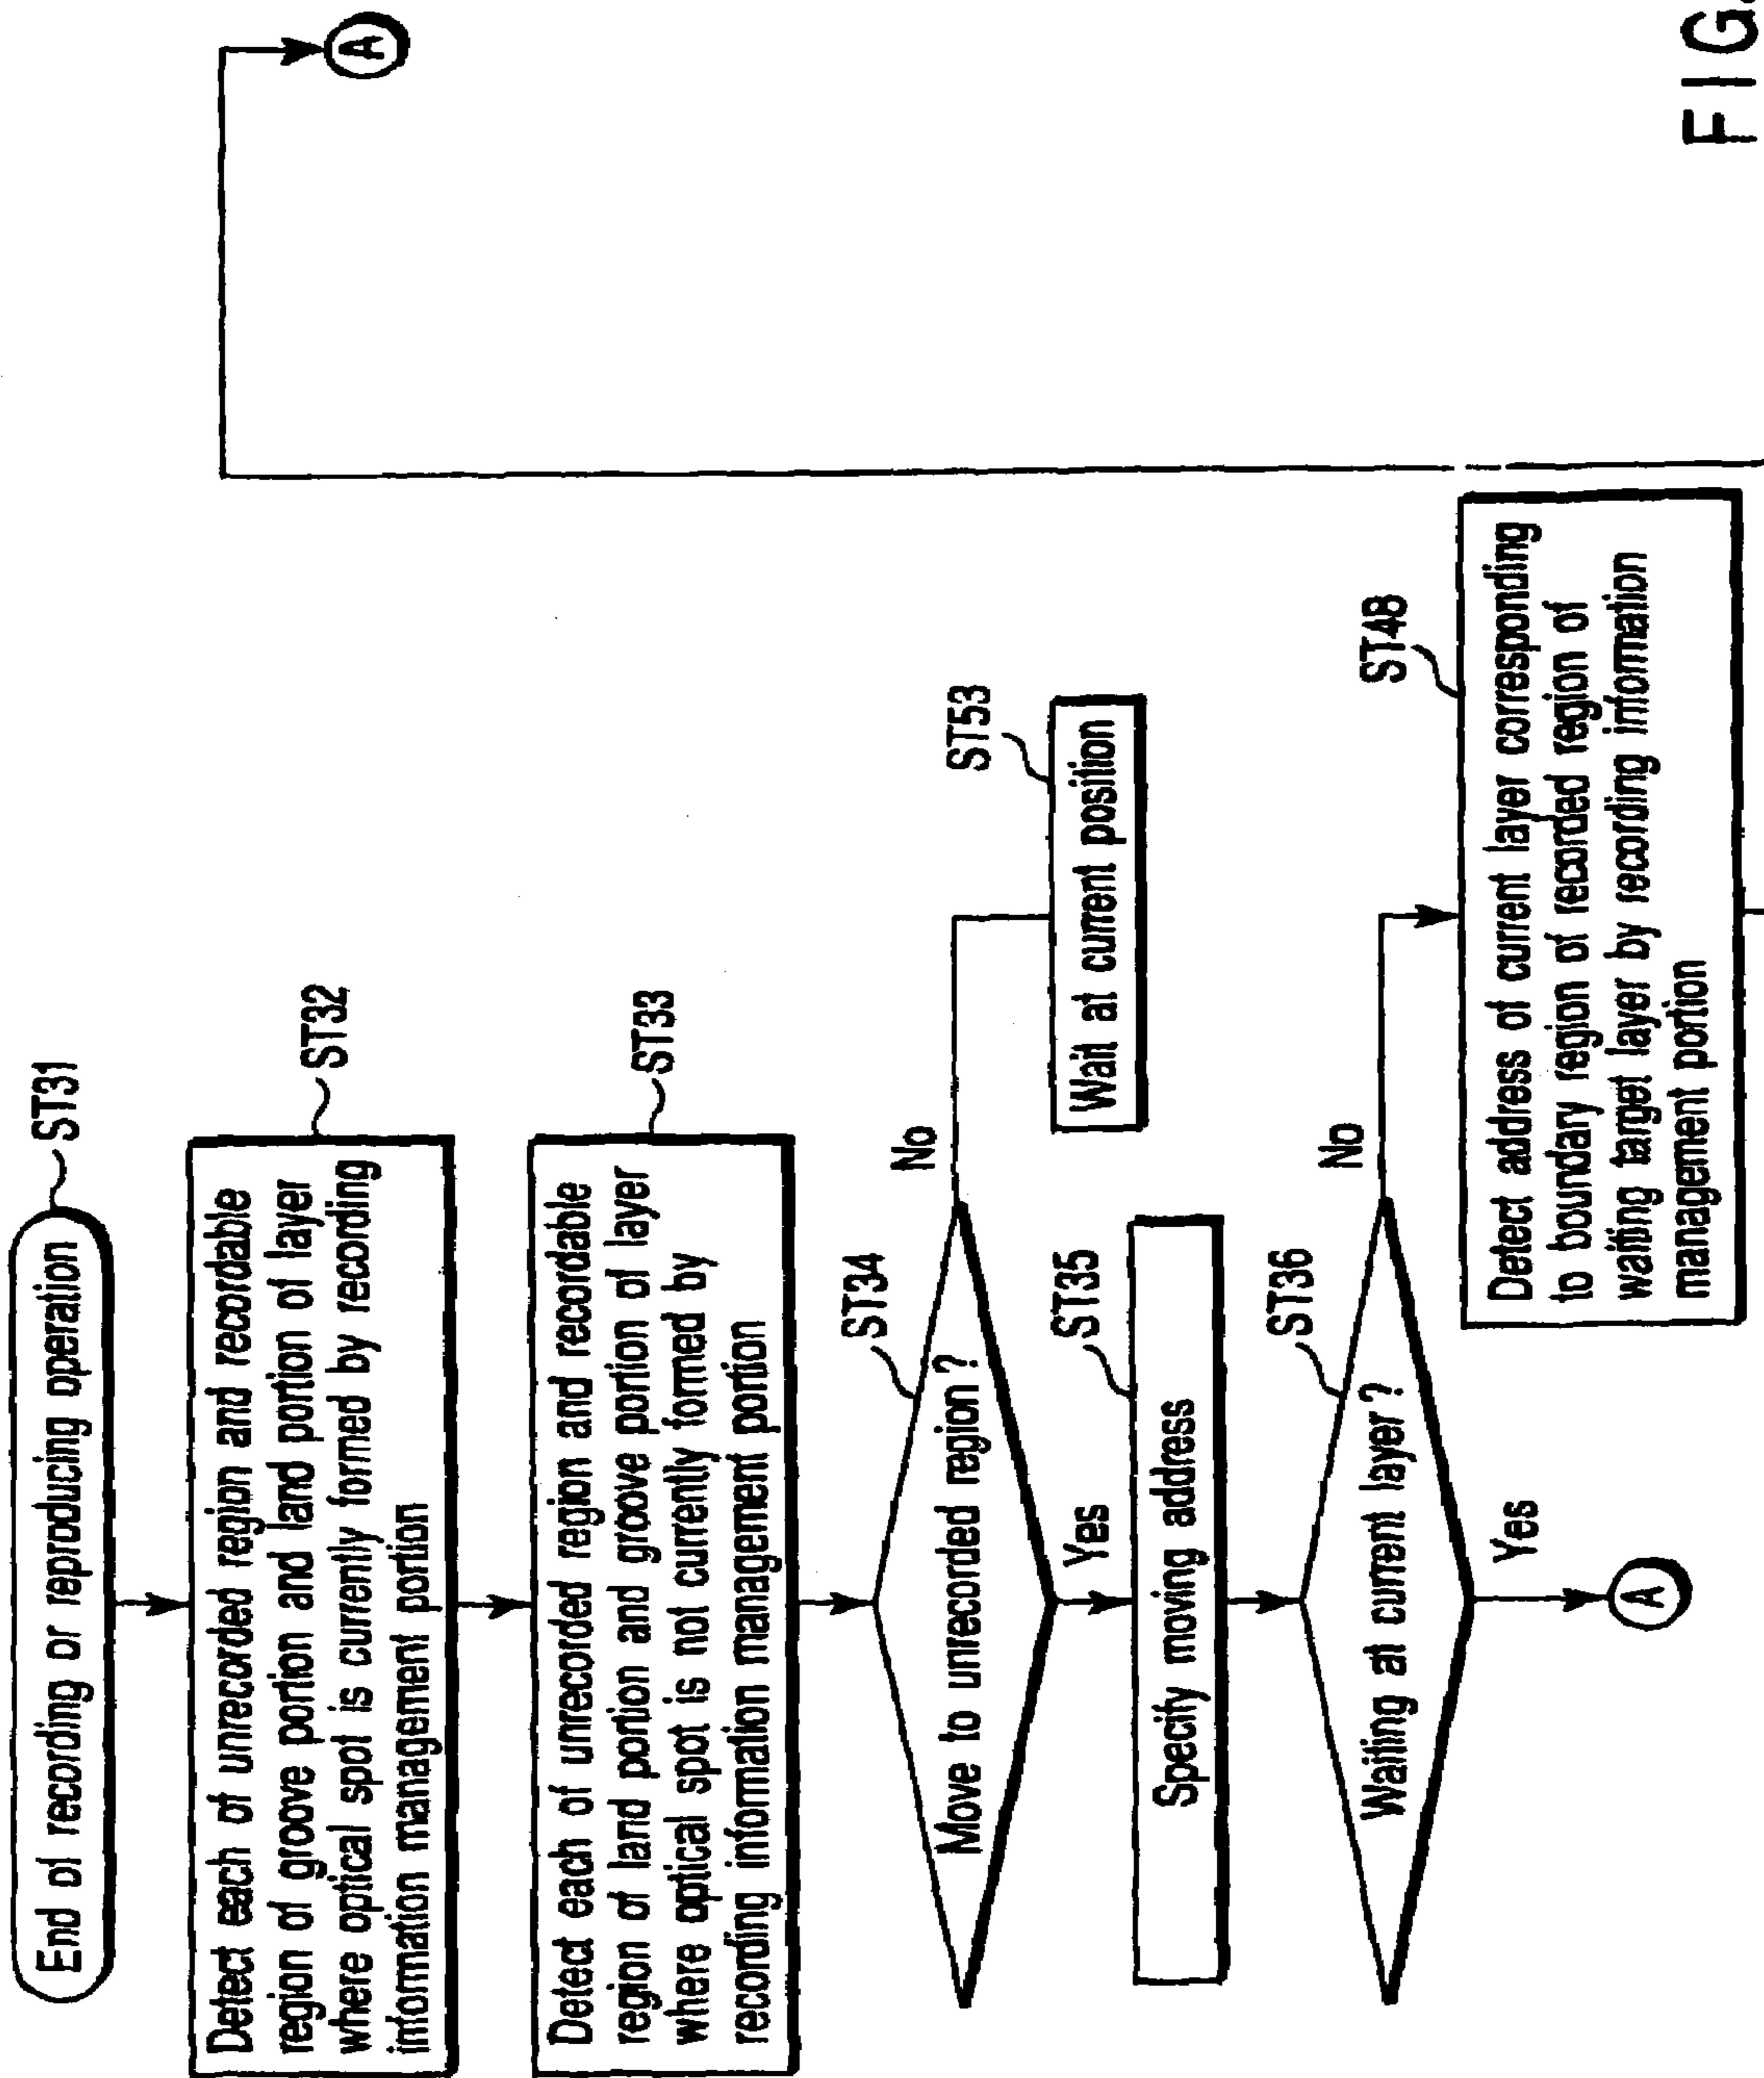 End of recording or reproducing operation
ST31
Detect each of unrecorded region and recordable
region of groove portion and land portion of layer
where optical spot is currently formed by recording
information management portion
ST32
Detect each of unrecorded region and recordable
region of land portion and groove portion of layer
where optical spot is not currently formed by
recording information management portion
ST33
ST34
Move to unrecorded region?
No
ST53
Wait at current position
Yes
ST35
Specify moving address
ST36
Waiting at current layer?
No
ST48
Detect address of current layer corresponding
to boundary region of recorded region of
waiting target layer by recording information
management portion
Yes
A
A
FIG.